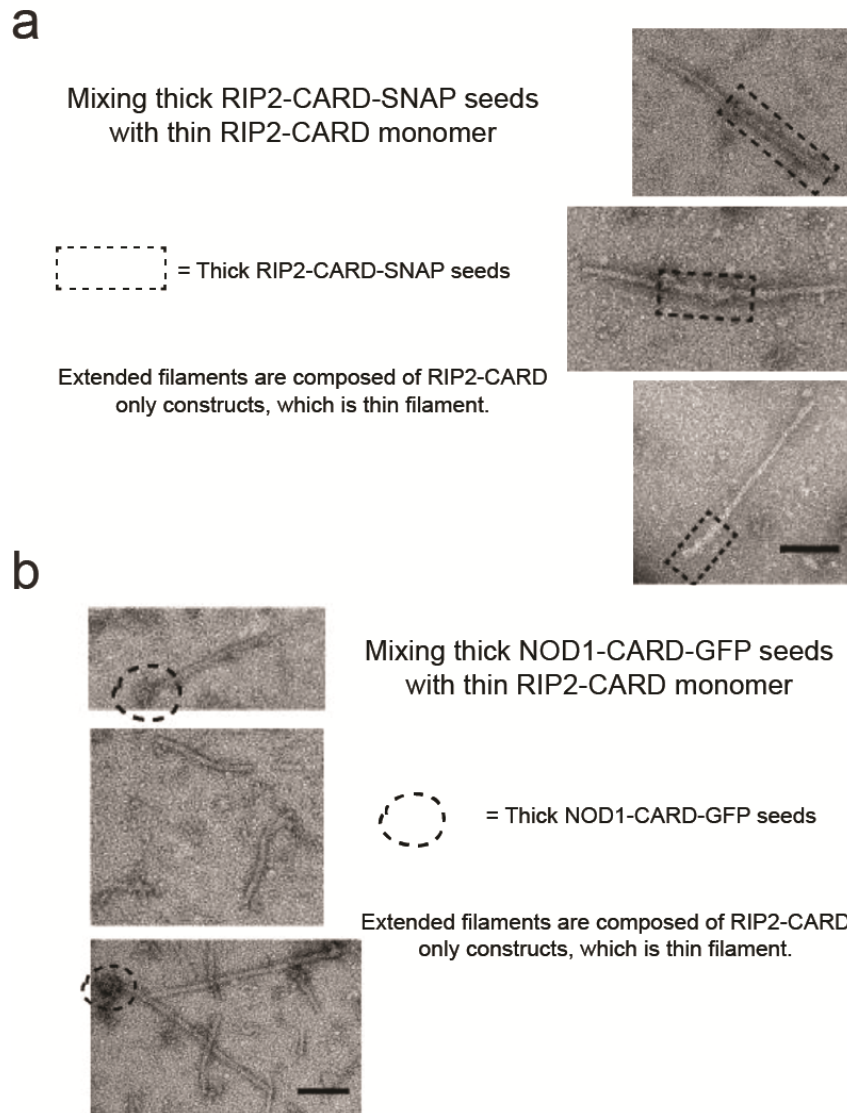 a
Mixing thick RIP2-CARD-SNAP seeds
with thin RIP2-CARD monomer
= Thick RIP2-CARD-SNAP seeds
Extended filaments are composed of RIP2-CARD
only constructs, which is thin filament.
b
Mixing thick NOD1-CARD-GFP seeds
with thin RIP2-CARD monomer
= Thick NOD1-CARD-GFP seeds
Extended filaments are composed of RIP2-CARD
only constructs, which is thin filament.